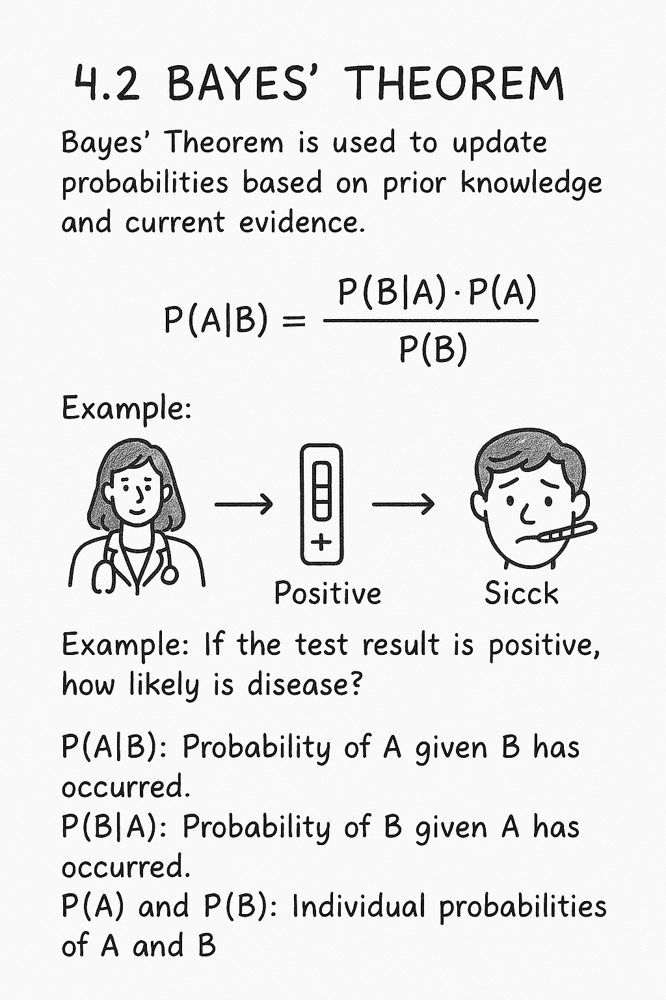 4.2 BAYES’ THEOREM
Bayes’ Theorem is used to update
probabilities based on prior knowledge
and current evidence.
P(A|B) = P(B|A) · P(A)
P(B)
Example:
+
Positive
Sicck
Example: If the test result is positive,
how likely is disease?
P(A|B): Probability of A given B has
occurred.
P(B|A): Probability of B given A has
occurred.
P(A) and P(B): Individual probabilities
of A and B